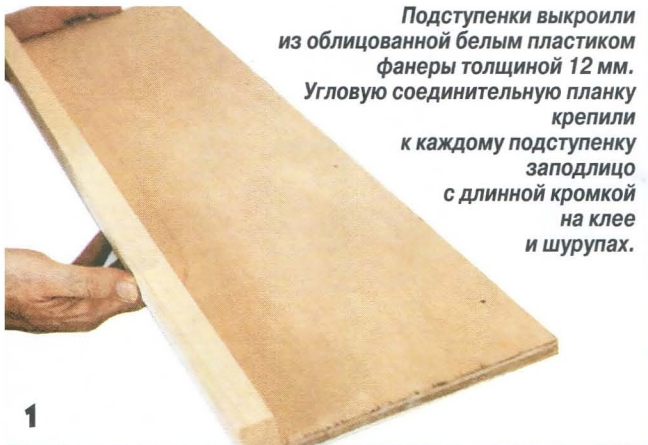 Подступенки выкроили
из облицованной белым пластиком
фанеры толщиной 12 мм.
Угловую соединительную планку
крепили
к каждому подступенку
заподлицо
с длинной кромкой
на клее
и шурупах.
1